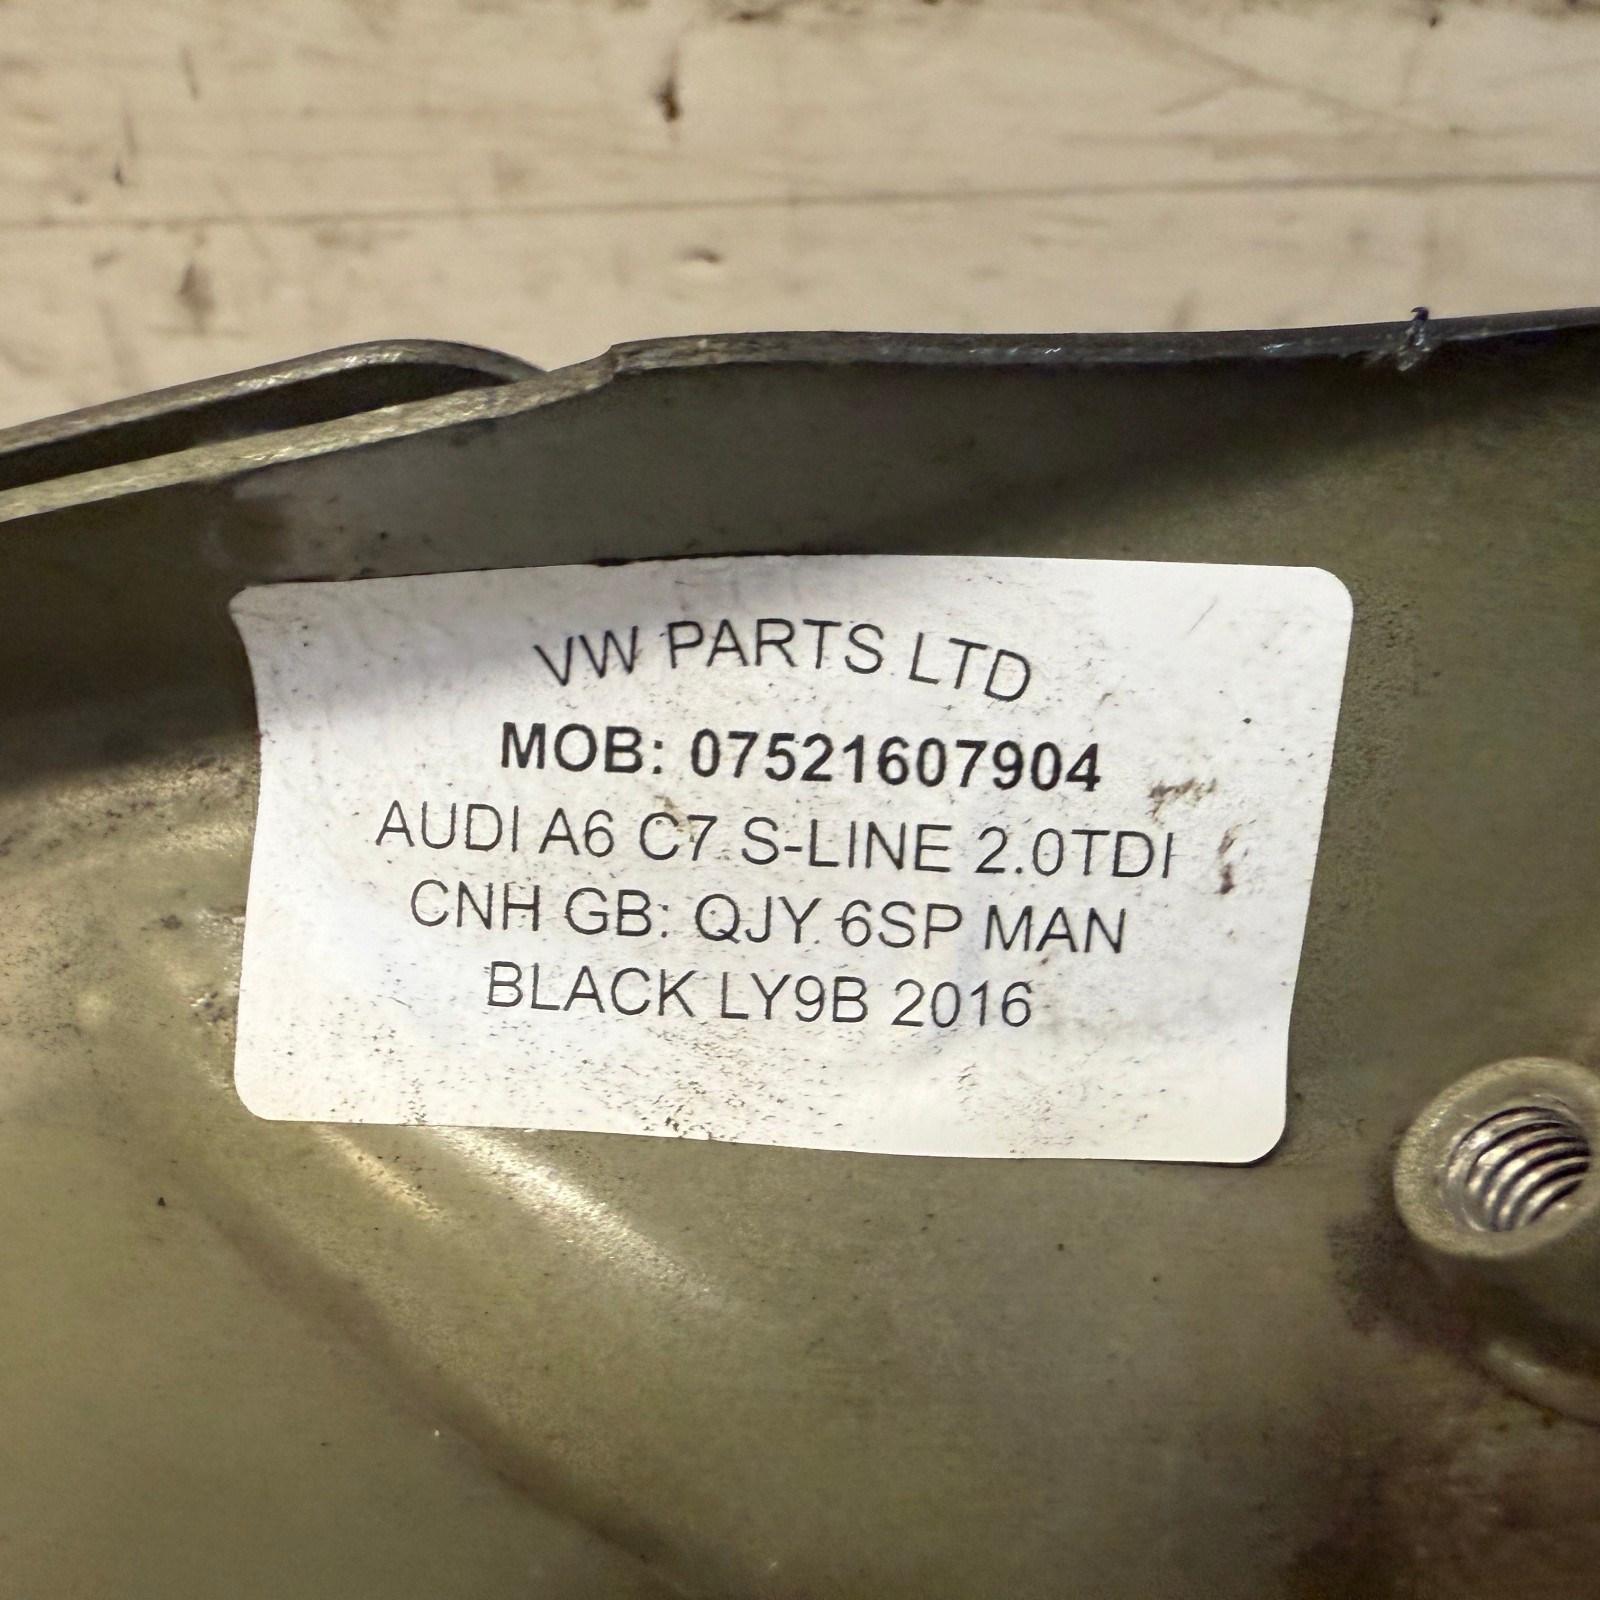 VW PARTS LTD
MOB: 07521607904
AUDI A6 C7 S-LINE 2.0TDI
CNH GB: QJY 6SP MAN
BLACK LY9B 2016